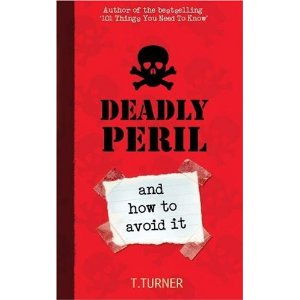 Author of the bestselling
'101 Things You Need To Know'
DEADLY
PERIL
and
how to
avoid it
T.TURNER